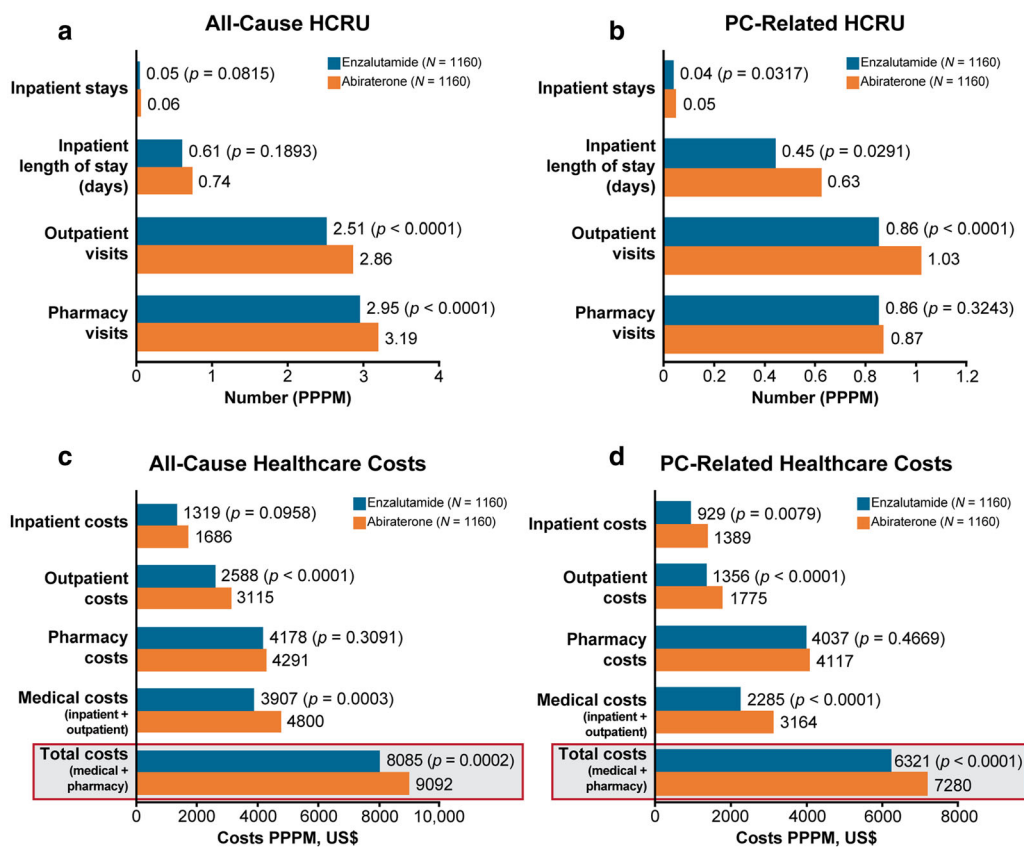 a
All-Cause HCRU
Enzalutamide (N = 1160)
Abiraterone (N = 1160)
Inpatient stays
0.05 (p = 0.0815)
0.06
Inpatient
length of stay
(days)
0.61 (p = 0.1893)
0.74
Outpatient
visits
2.51 (p < 0.0001)
2.86
Pharmacy
visits
2.95 (p < 0.0001)
3.19
0 1 2 3 4
Number (PPPM)
b
PC-Related HCRU
Enzalutamide (N = 1160)
Abiraterone (N = 1160)
Inpatient stays
0.04 (p = 0.0317)
0.05
Inpatient
length of stay
(days)
0.45 (p = 0.0291)
0.63
Outpatient
visits
0.86 (p < 0.0001)
1.03
Pharmacy
visits
0.86 (p = 0.3243)
0.87
0 0.2 0.4 0.6 0.8 1 1.2
Number (PPPM)
c
All-Cause Healthcare Costs
Enzalutamide (N = 1160)
Abiraterone (N = 1160)
Inpatient costs
1319 (p = 0.0958)
1686
Outpatient
costs
2588 (p < 0.0001)
3115
Pharmacy
costs
4178 (p = 0.3091)
4291
Medical costs
(inpatient +
outpatient)
3907 (p = 0.0003)
4800
Total costs
(medical +
pharmacy)
8085 (p = 0.0002)
9092
0 2000 4000 6000 8000 10,000
Costs PPPM, US$
d
PC-Related Healthcare Costs
Enzalutamide (N = 1160)
Abiraterone (N = 1160)
Inpatient costs
929 (p = 0.0079)
1389
Outpatient
costs
1356 (p < 0.0001)
1775
Pharmacy
costs
4037 (p = 0.4669)
4117
Medical costs
(inpatient +
outpatient)
2285 (p < 0.0001)
3164
Total costs
(medical +
pharmacy)
6321 (p < 0.0001)
7280
0 2000 4000 6000 8000
Costs PPPM, US$